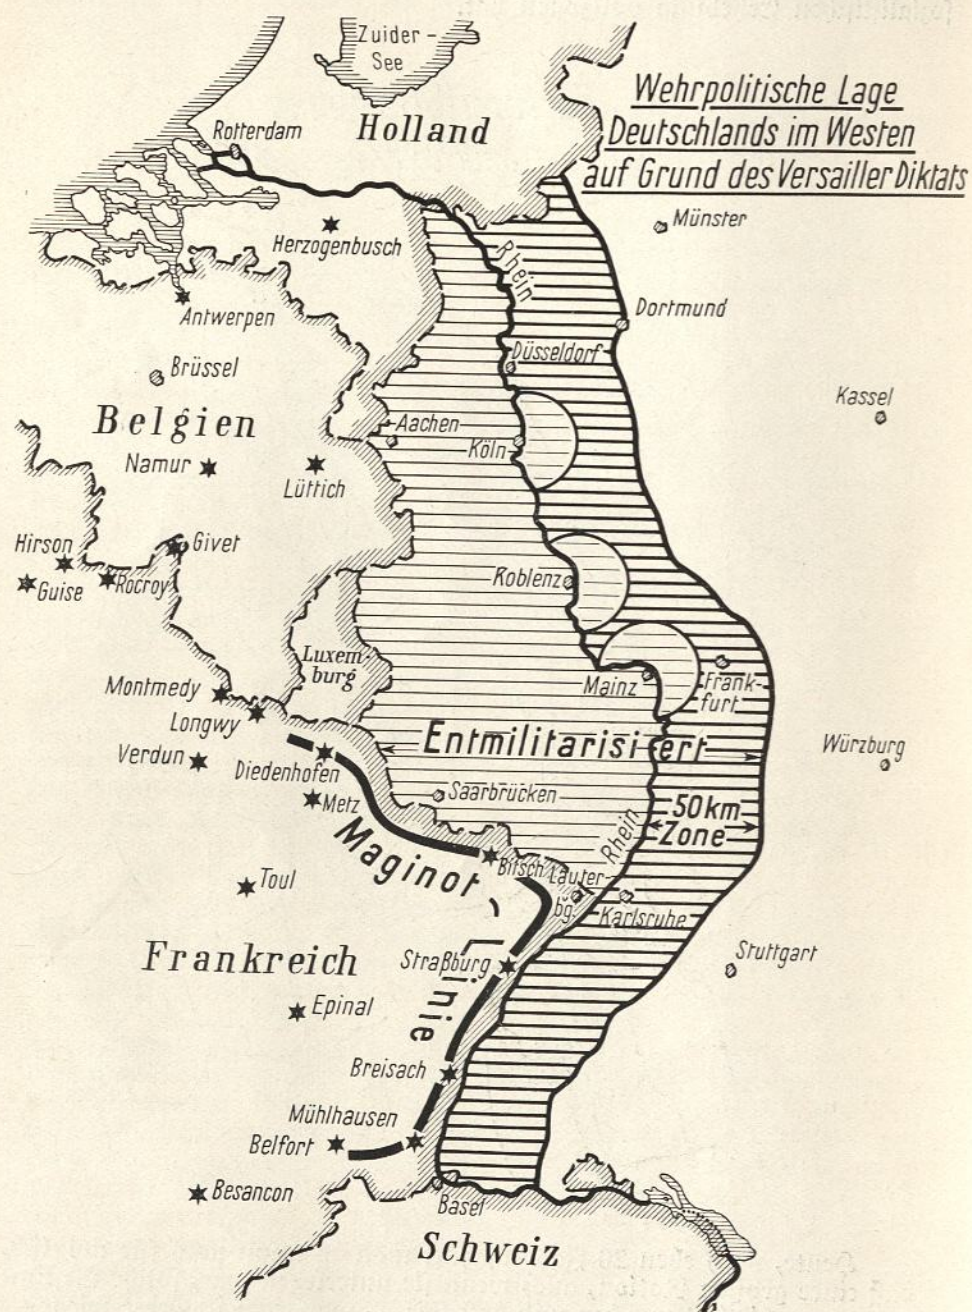 Zuider-
See
Holland
Wehrpolitische Lage
Deutschlands im Westen
auf Grund des Versailler Diktats
Rotterdam
Münster
Herzogenbusch
Rhein
Antwerpen
Dortmund
Brüssel
Düsseldorf
Belgien
Aachen
Kassel
Köln
Namur
Lüttich
Hirson
Givet
Guise
Rocroy
Koblenz
Luxem-
burg
Montmedy
Mainz
Frank-
furt
Longwy
Entmilitarisiert
Würzburg
Verdun
Diedenhofen
Metz
Saarbrücken
50km
Zone
Rhein
Maginot-
Linie
Bitsch
Lauter-
bg.
Toul
Karlsruhe
Frankreich
Straßburg
Stuttgart
Epinal
Breisach
Mühlhausen
Belfort
Besancon
Basel
Schweiz